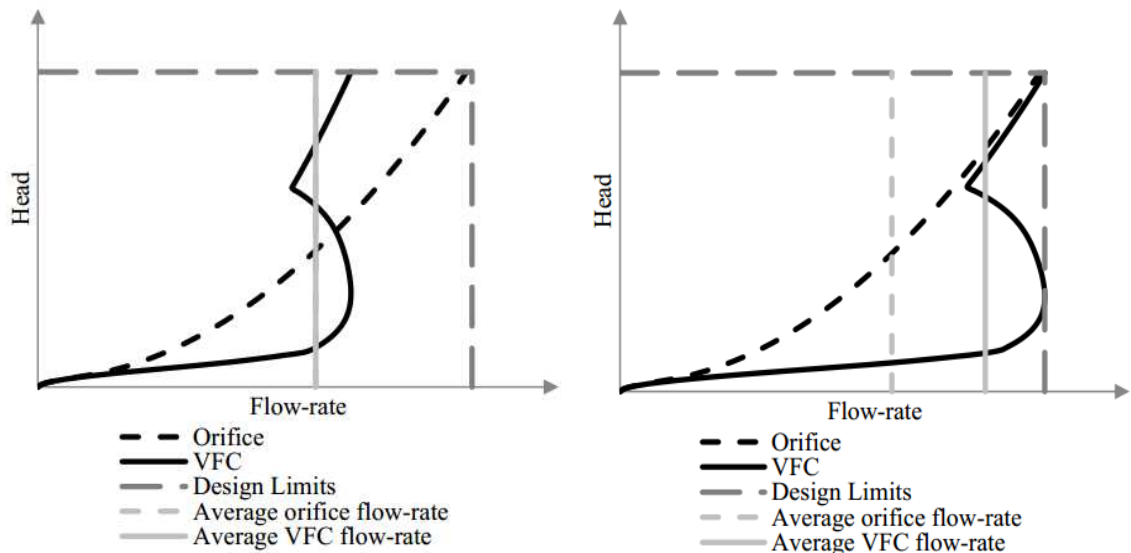 Head
Flow-rate
Orifice
VFC
Design Limits
Average orifice flow-rate
Average VFC flow-rate
Head
Flow-rate
Orifice
VFC
Design Limits
Average orifice flow-rate
Average VFC flow-rate